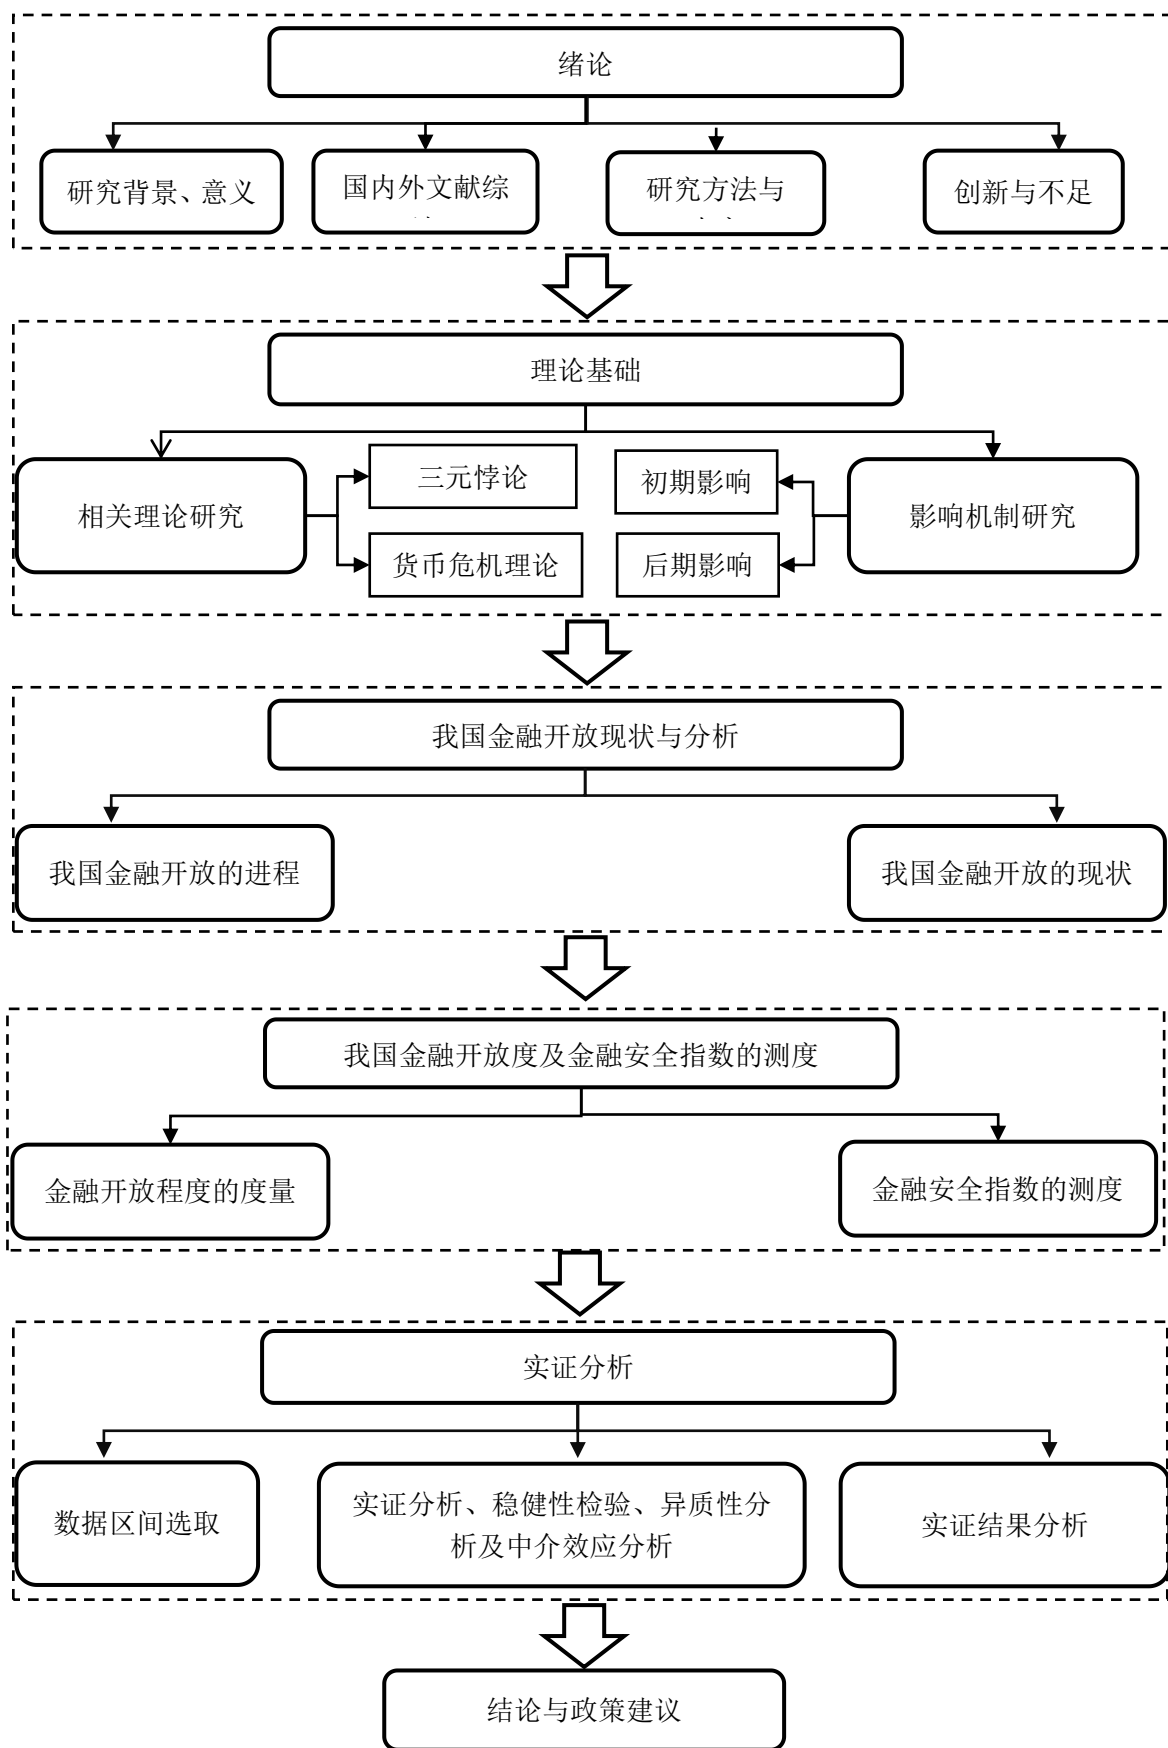 绪论
研究背景、意义
国内外文献综
研究方法与
创新与不足
理论基础
相关理论研究
三元悖论
货币危机理论
初期影响
后期影响
影响机制研究
我国金融开放现状与分析
我国金融开放的进程
我国金融开放的现状
我国金融开放度及金融安全指数的测度
金融开放程度的度量
金融安全指数的测度
实证分析
数据区间选取
实证分析、稳健性检验、异质性分
析及中介效应分析
实证结果分析
结论与政策建议